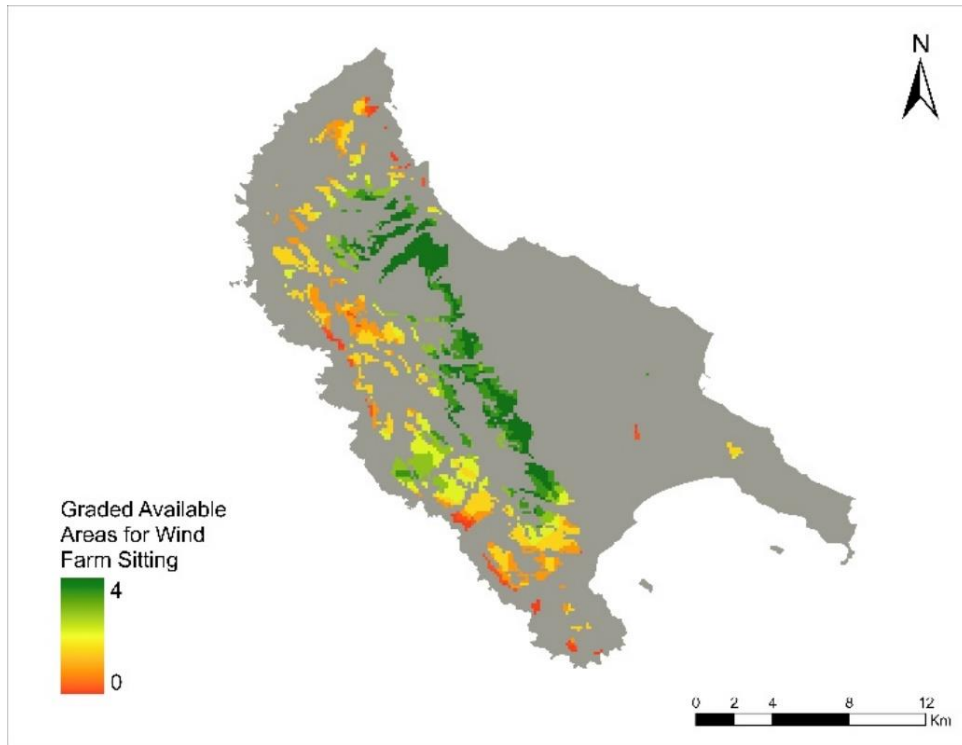 N
Graded Available
Areas for Wind
Farm Sitting
4
0
0 2 4 8 12
Km